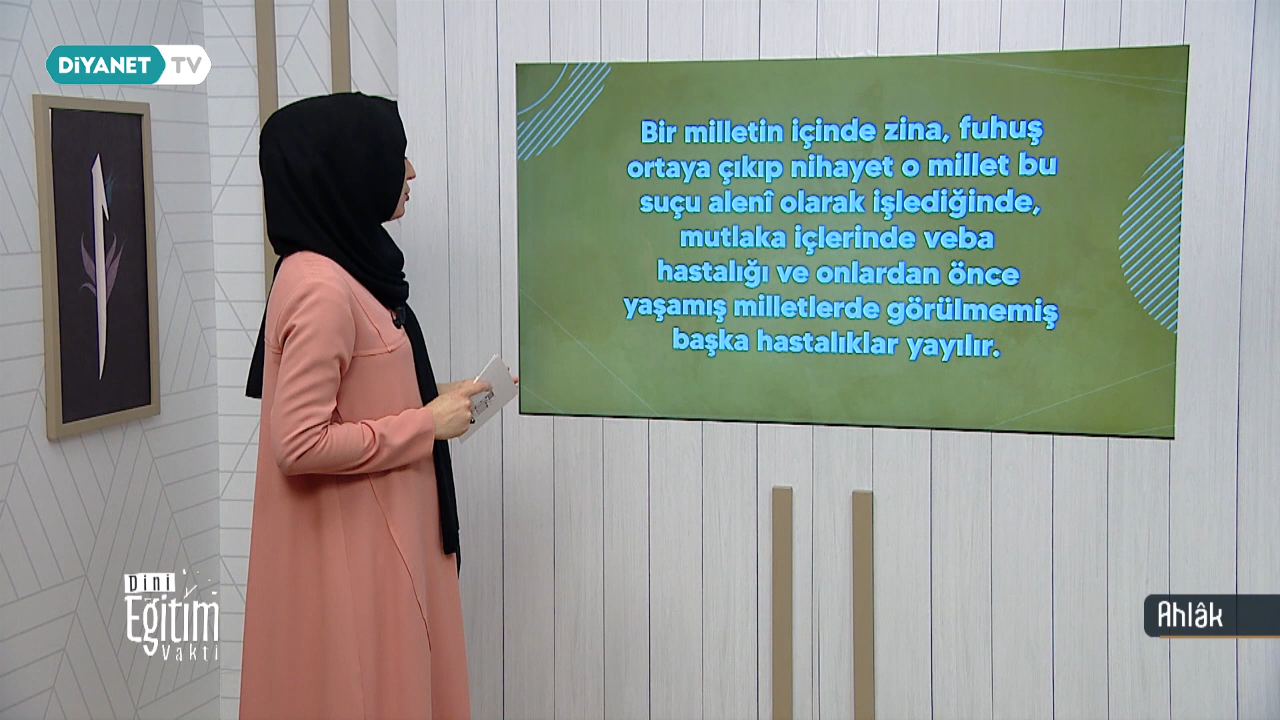 DİYANET TV
Bir milletin içinde zina, fuhuş
ortaya çıkıp nihayet o millet bu
suçu alenî olarak işlediğinde,
mutlaka içlerinde veba
hastalığı ve onlardan önce
yaşamış milletlerde görülmemiş
başka hastalıklar yayılır.
Dini
Eğitim
Vakti
Ahlâk